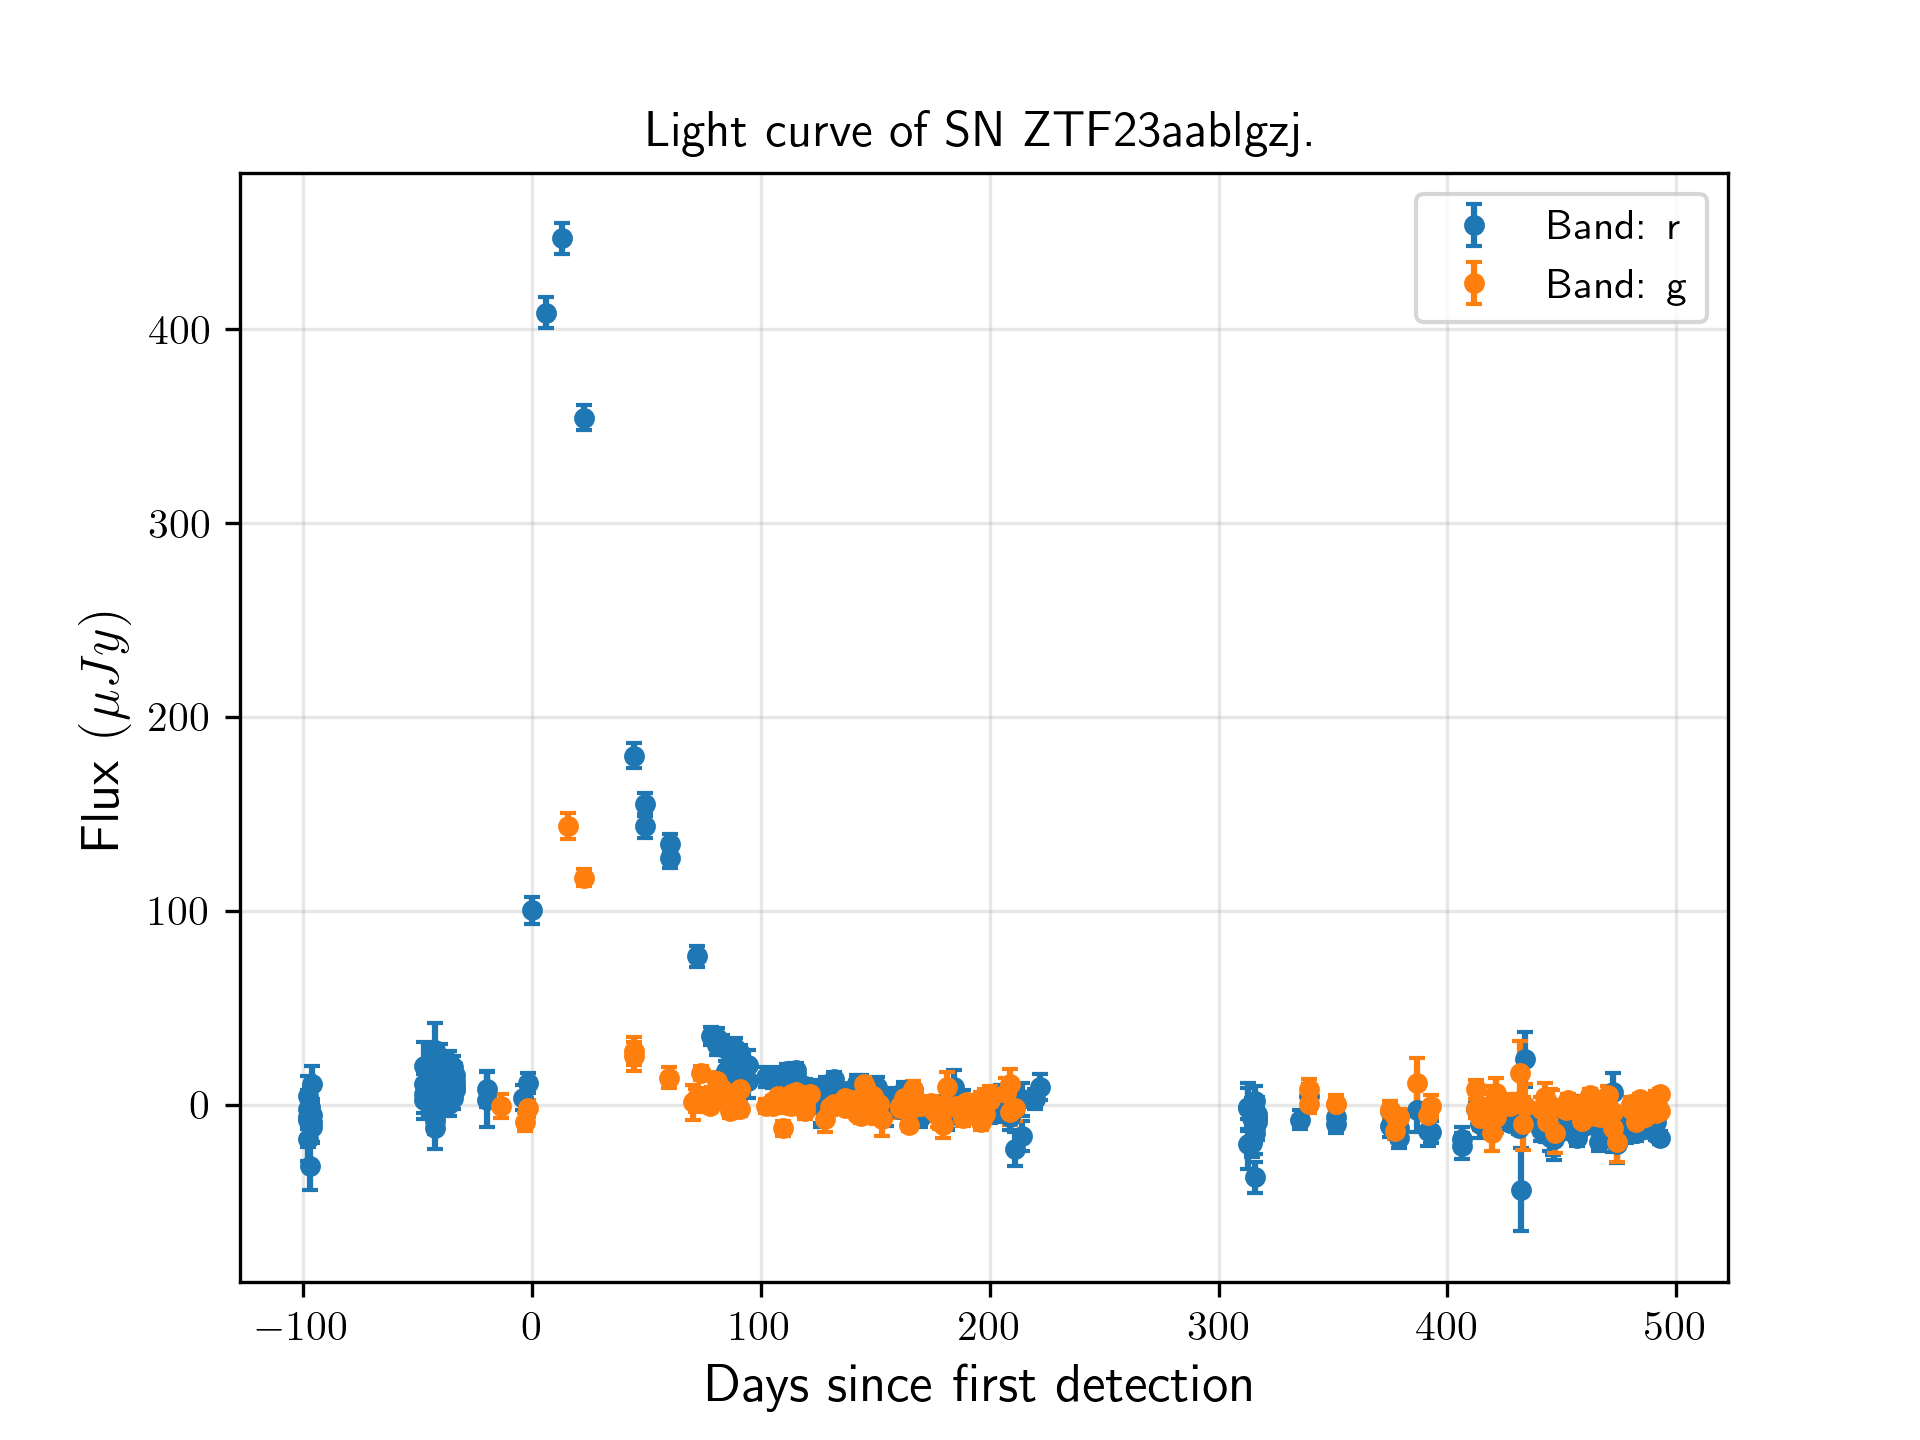 Light curve of SN ZTF23aablgzj.
Band: r
Band: g
400
300
200
100
0
Flux (μJy)
−100 0 100 200 300 400 500
Days since first detection